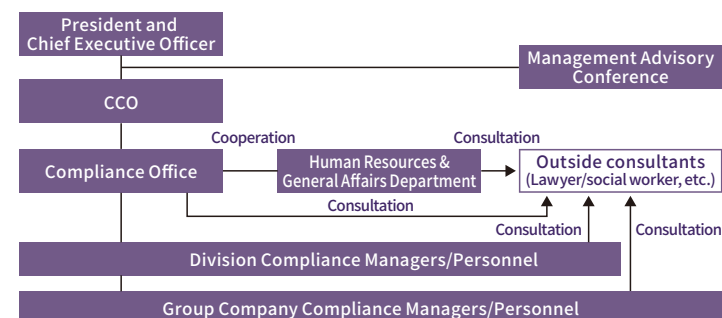 President and
Chief Executive Officer
Management Advisory
Conference
CCO
Cooperation
Consultation
Compliance Office
Human Resources &
General Affairs Department
Outside consultants
(Lawyer/social worker, etc.)
Consultation
Consultation
Consultation
Division Compliance Managers/Personnel
Group Company Compliance Managers/Personnel